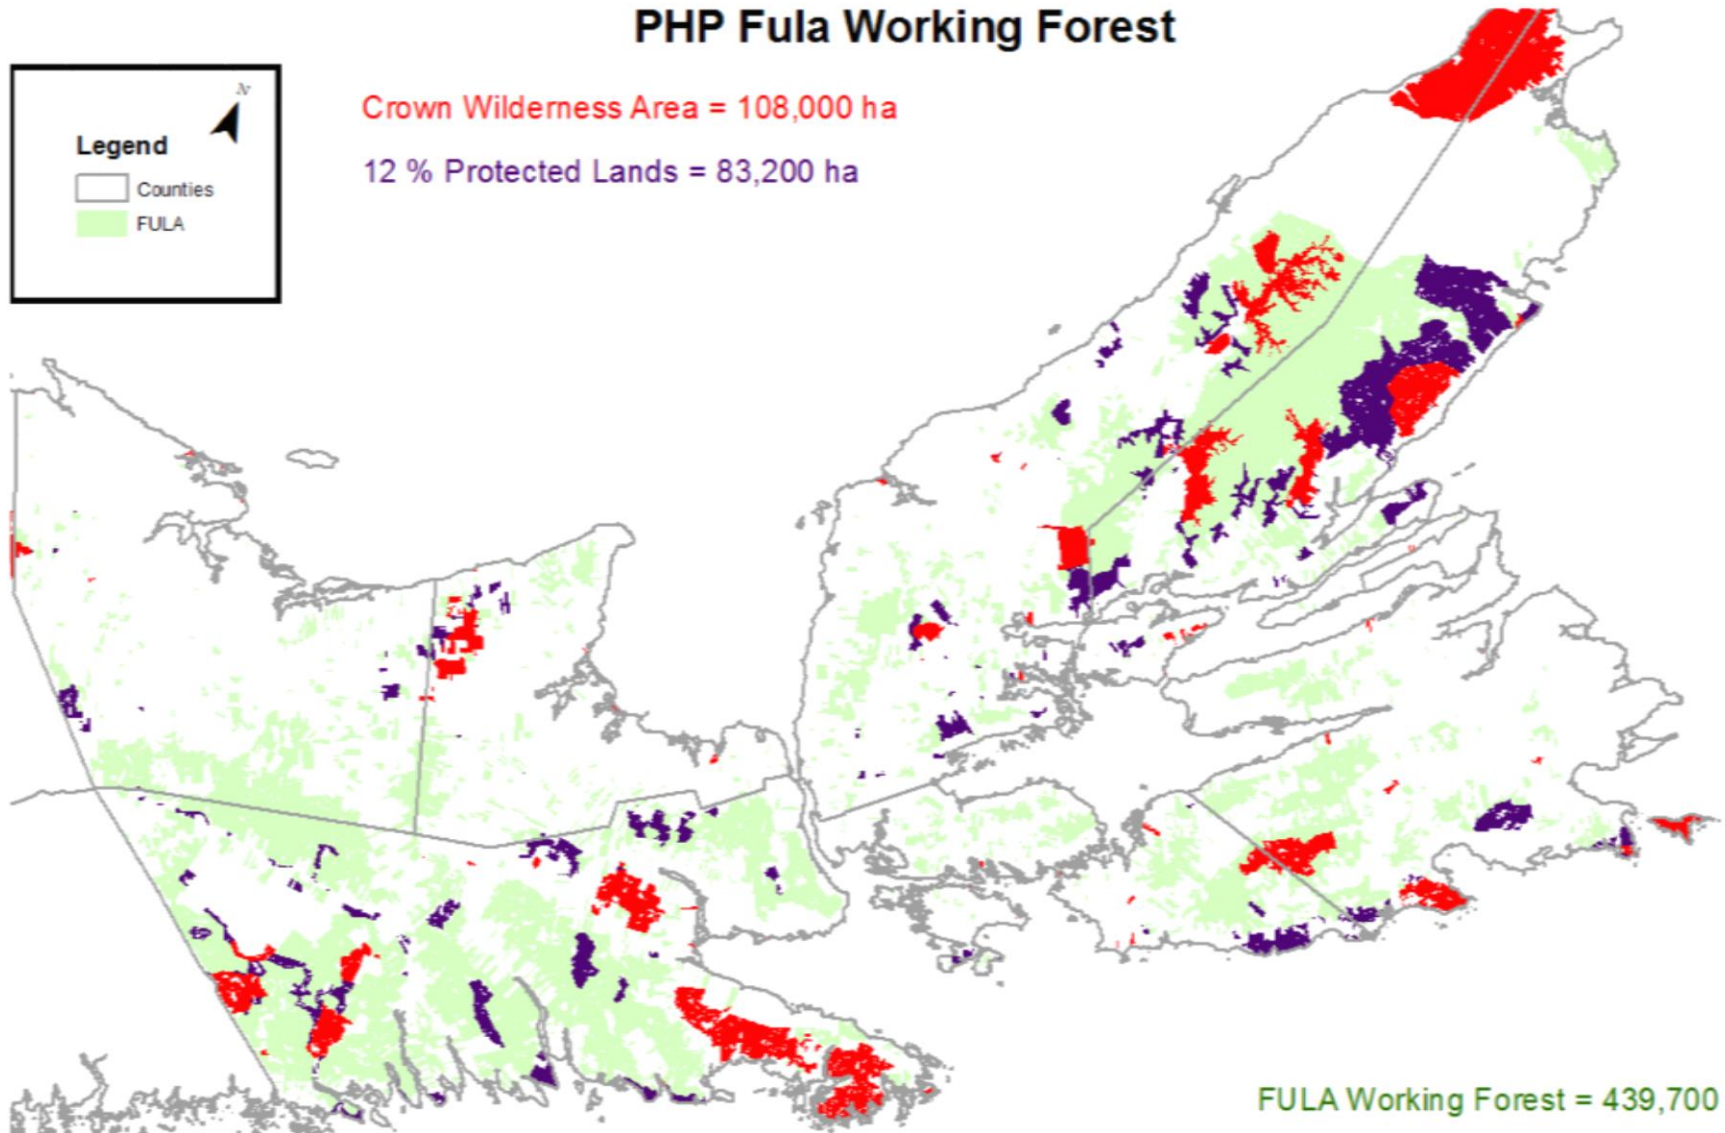 PHP Fula Working Forest
N
Legend
Counties
FULA
Crown Wilderness Area = 108,000 ha
12 % Protected Lands = 83,200 ha
FULA Working Forest = 439,700